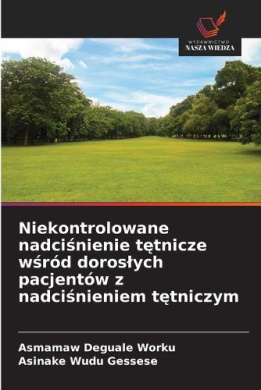 WYDAWNICTWO
NASZA WIEDZA
Niekontrolowane
nadciśnienie tętnicze
wśród dorosłych
pacjentów z
nadciśnieniem tętniczym
Asmamaw Deguale Worku
Asinake Wudu Gessese